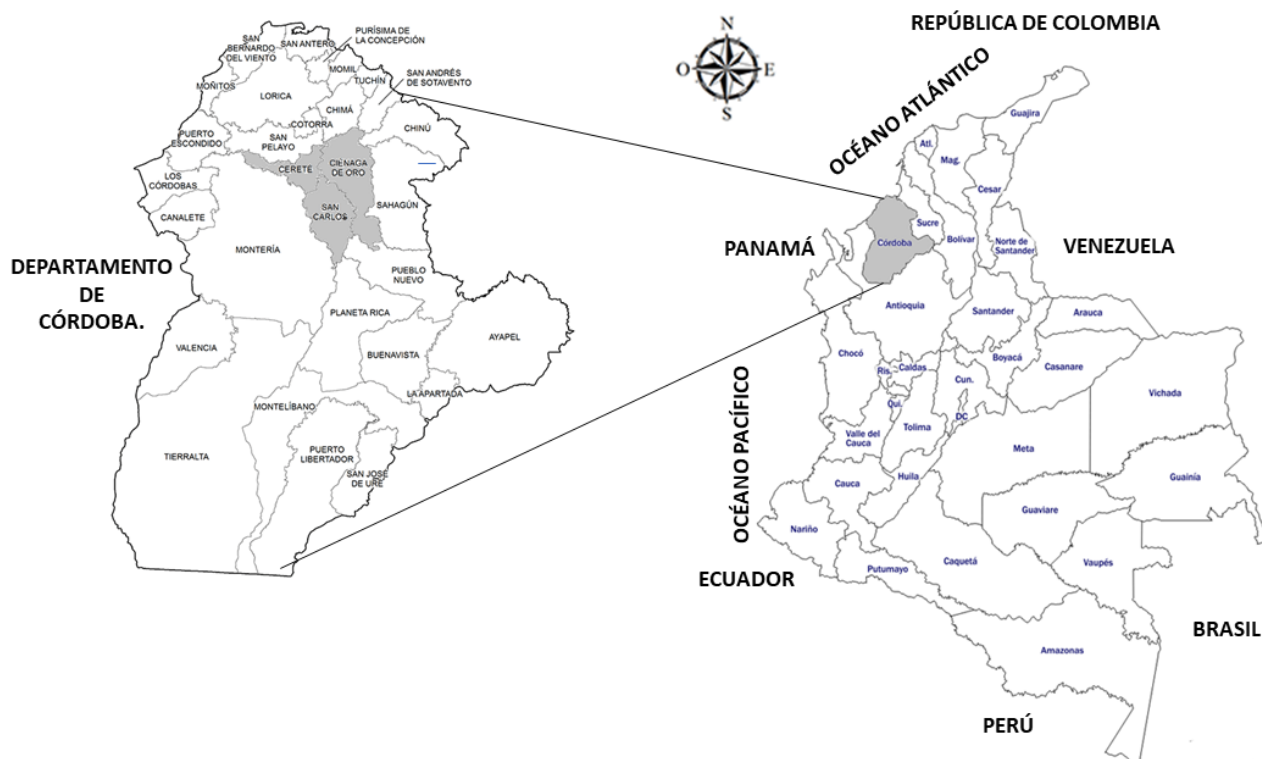 REPÚBLICA DE COLOMBIA
N
O
E
S
OCÉANO ATLÁNTICO
PANAMÁ
VENEZUELA
OCÉANO PACÍFICO
ECUADOR
BRASIL
PERÚ
DEPARTAMENTO
DE
CÓRDOBA.
SAN
BERNARDO
DEL VIENTO
SAN ANTERO
PURÍSIMA DE
LA CONCEPCIÓN
MOMIL
TUCHÍN
SAN ANDRÉS
DE SOTAVENTO
MOÑITOS
LORICA
CHIMÁ
COTORRA
CHINÚ
PUERTO
ESCONDIDO
SAN
PELAYO
CERETE
CIÉNAGA
DE ORO
LOS
CÓRDOBAS
SAN
CARLOS
SAHAGÚN
CANALETE
MONTERÍA
PUEBLO
NUEVO
PLANETA RICA
AYAPEL
VALENCIA
BUENAVISTA
LA APARTADA
MONTELÍBANO
TIERRALTA
PUERTO
LIBERTADOR
SAN JOSÉ
DE URE
Guajira
Atl.
Mag.
Cesar
Sucre
Córdoba
Bolívar
Norte de
Santander
Antioquia
Santander
Arauca
Chocó
Ris.
Caldas
Boyacá
Cun.
Casanare
Vichada
Qui.
DC
Valle del
Cauca
Tolima
Meta
Cauca
Huila
Guainía
Guaviare
Nariño
Putumayo
Caquetá
Vaupés
Amazonas